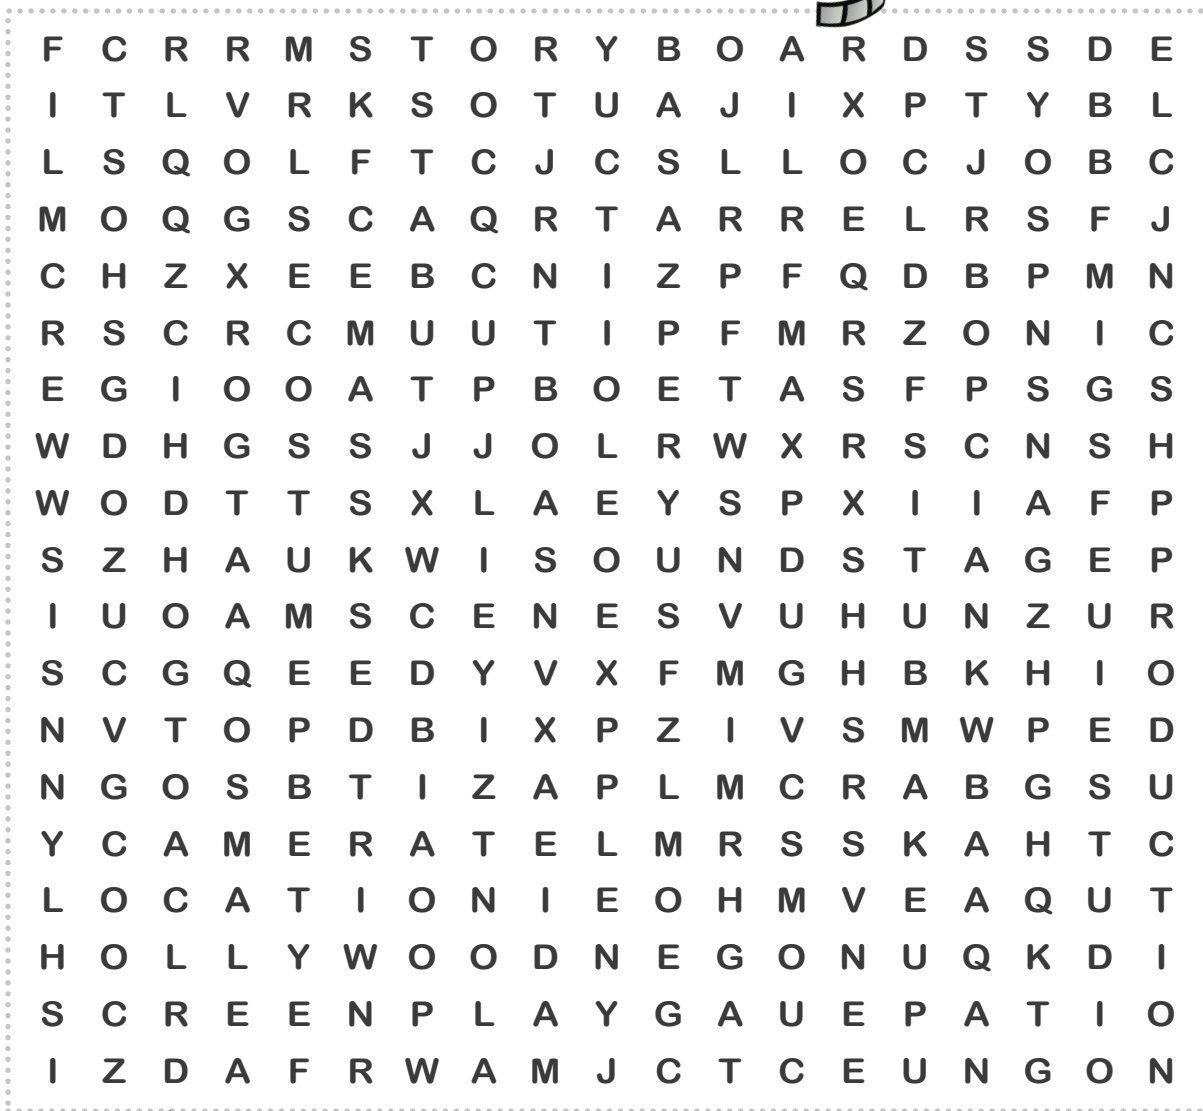 F C R R M S T O R Y B O A R D S S D E
I T L V R K S O T U A J I X P T Y B L
L S Q O L F T C J C S L L O C J O B C
M O Q G S C A Q R T A R R E L R S F J
C H Z X E E B C N I Z P F Q D B P M N
R S C R C M U U T I P F M R Z O N I C
E G I O O A T P B O E T A S F P S G S
W D H G S S J J O L R W X R S C N S H
W O D T T S X L A E Y S P X I I A F P
S Z H A U K W I S O U N D S T A G E P
I U O A M S C E N E S V U H U N Z U R
S C G Q E E D Y V X F M G H B K H I O
N V T O P D B I X P Z I V S M W P E D
N G O S B T I Z A P L M C R A B G S U
Y C A M E R A T E L M R S S K A H T C
L O C A T I O N I E O H M V E A Q U T
H O L L Y W O O D N E G O N U Q K D I
S C R E E N P L A Y G A U E P A T I O
I Z D A F R W A M J C T C E U N G O N